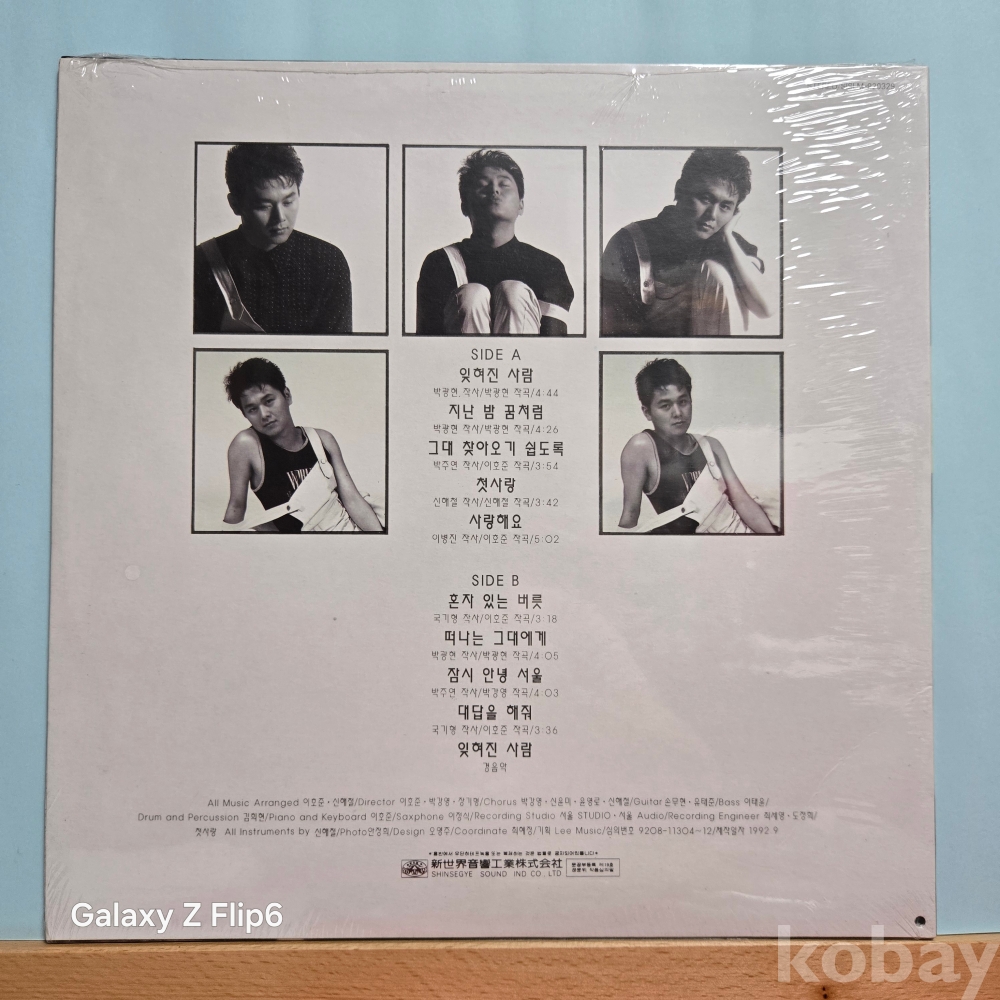 SIDE A
잊혀진 사람
박광현 작사/박광현 작곡/4:44
지난 밤 꿈처럼
박광현 작사/박광현 작곡/4:26
그대 찾아오기 쉽도록
박주연 작사/이호준 작곡/3:54
첫사랑
신해철 작사/신해철 작곡/3:42
사랑해요
이병진 작사/이호준 작곡/5:02
SIDE B
혼자 있는 버릇
국기형 작사/이호준 작곡/3:18
떠나는 그대에게
박광현 작사/박광현 작곡/4:05
잠시 안녕 서울
박주연 작사/박강영 작곡/4:03
대답을 해줘
국기형 작사/이호준 작곡/3:36
잊혀진 사람
경음악
All Music Arranged 이호준·신해철/Director 이호준·박강영·장기형/Chorus 박강영·선윤미·윤영로·신해철/Guitar 손무현·유태준/Bass 이태윤/
Drum and Percussion 김희현/Piano and Keyboard 이호준/Saxphone 이정식/Recording Studio 서울 STUDIO·서울 Audio/Recording Engineer 최세영·도정회/
첫사랑 All Instruments by 신해철/Photo 안정희/Design 오영주/Coordinate 최혜정/기획 Lee Music/심의번호 9208-11304-12/제작일자 1992.9
新世界音響工業株式会社
SHINSEGYE SOUND IND CO., LTD
Galaxy Z Flip6
kobay